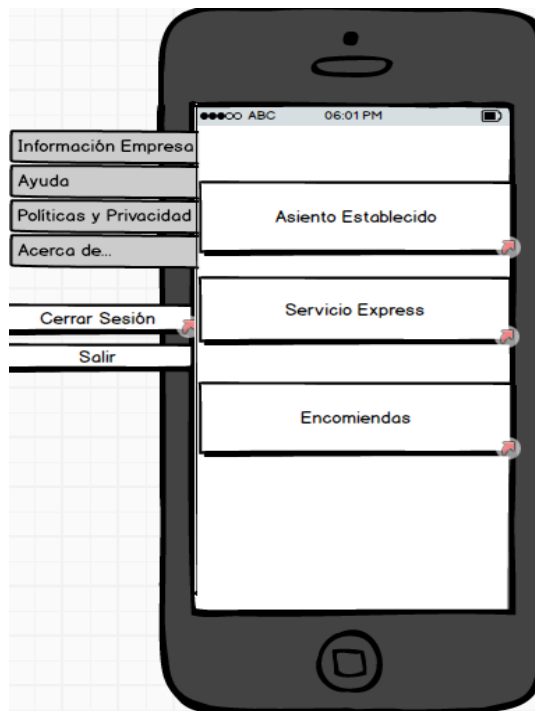 ABC 06:01 PM
Información Empresa
Ayuda
Políticas y Privacidad
Acerca de...
Cerrar Sesión
Salir
Asiento Establecido
Servicio Express
Encomiendas